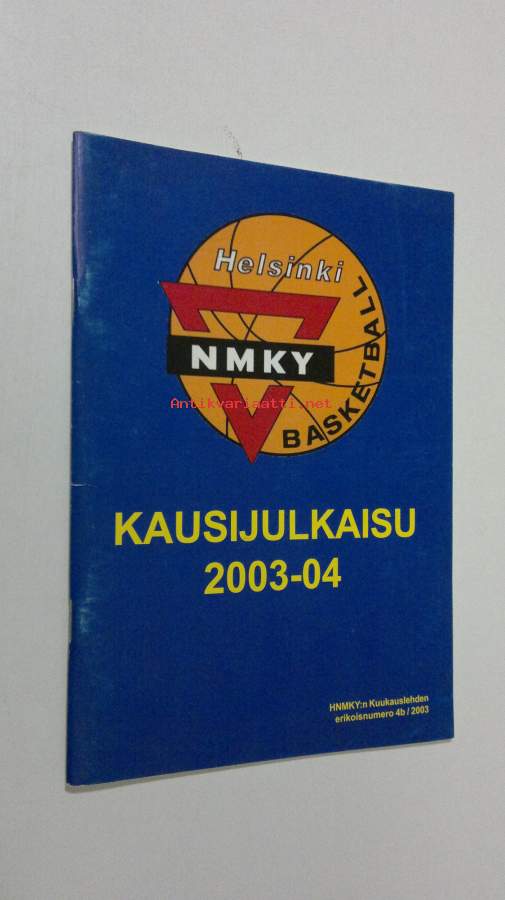 Helsinki
NMKY
Antikvariaatti.net
BASKETBALL
KAUSIJULKAISU
2003-04
HNMKY:n Kuukauslehden
erikoisnumero 4b / 2003